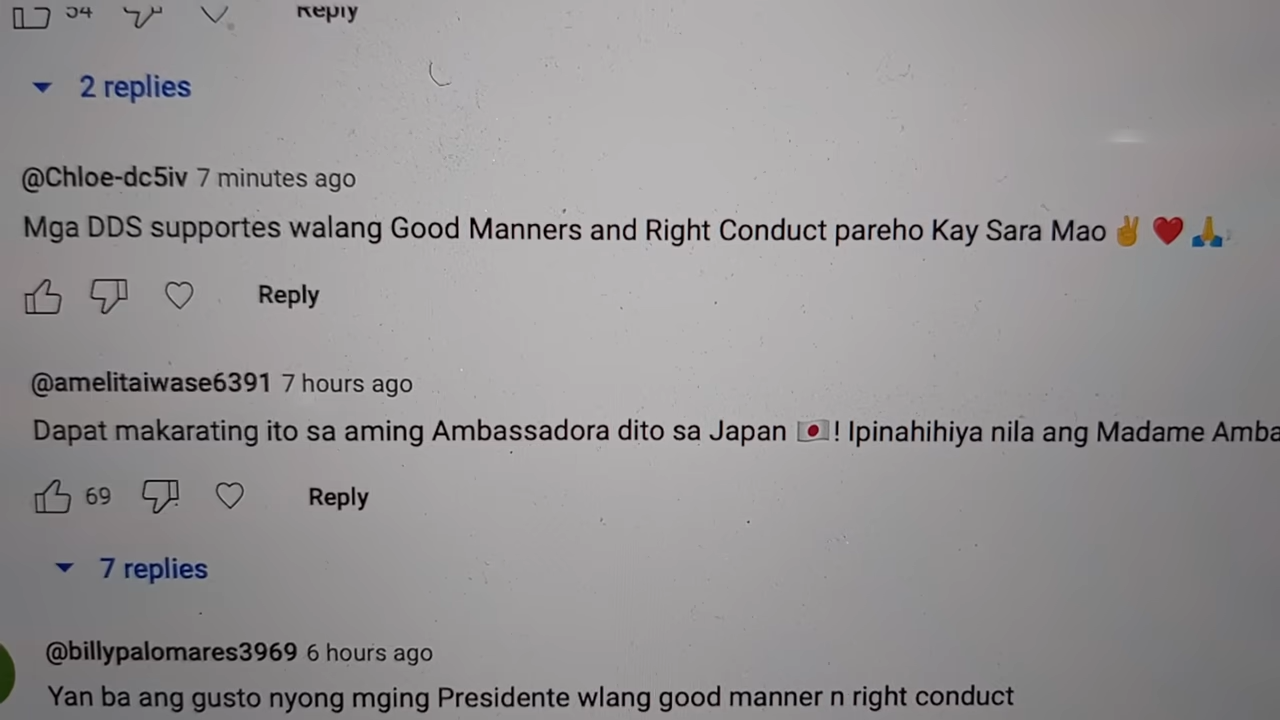 54 Reply
2 replies
@Chloe-dc5iv 7 minutes ago
Mga DDS supportes walang Good Manners and Right Conduct pareho Kay Sara Mao ✌️❤️🙏
Reply
@amelitaiwase6391 7 hours ago
Dapat makarating ito sa aming Ambassadora dito sa Japan 🇯🇵! Ipinahihiya nila ang Madame Amba
69 Reply
7 replies
@billypalomares3969 6 hours ago
Yan ba ang gusto nyong mging Presidente wlang good manner n right conduct